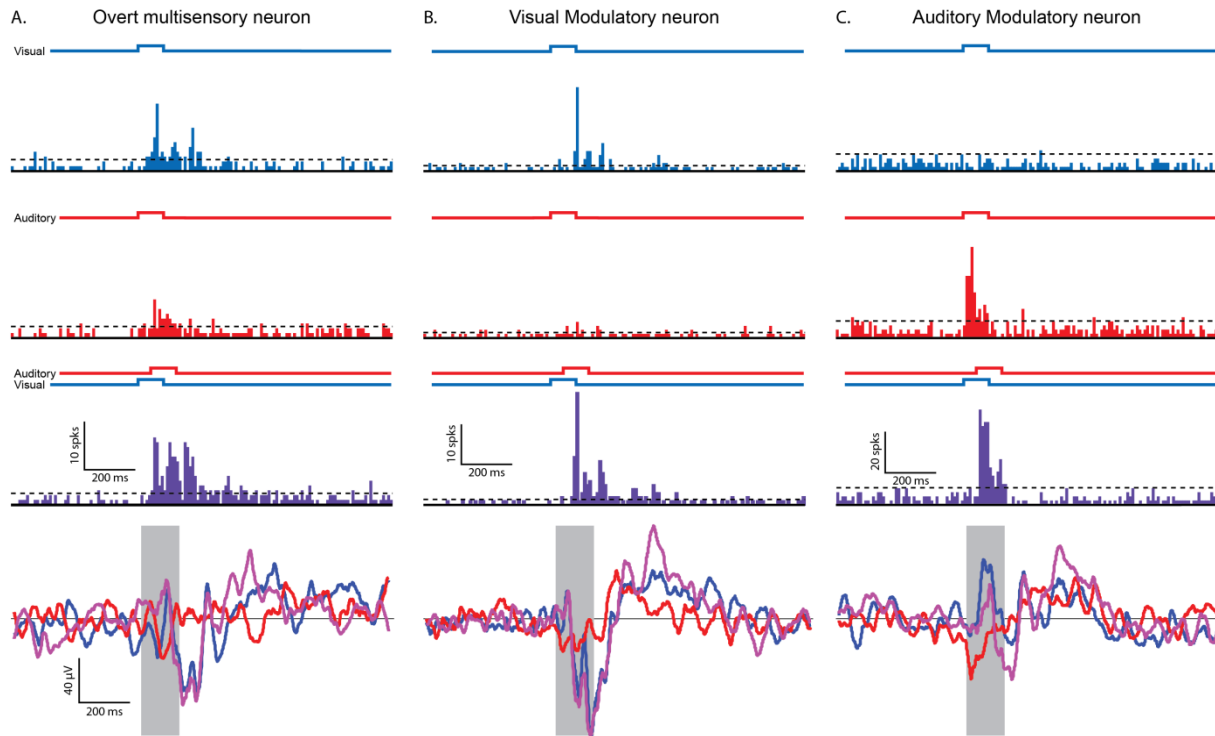 A. Overt multisensory neuron
B. Visual Modulatory neuron
C. Auditory Modulatory neuron
Visual
Auditory
Auditory
Visual
10 spks
200 ms
10 spks
200 ms
20 spks
200 ms
40 µV
200 ms